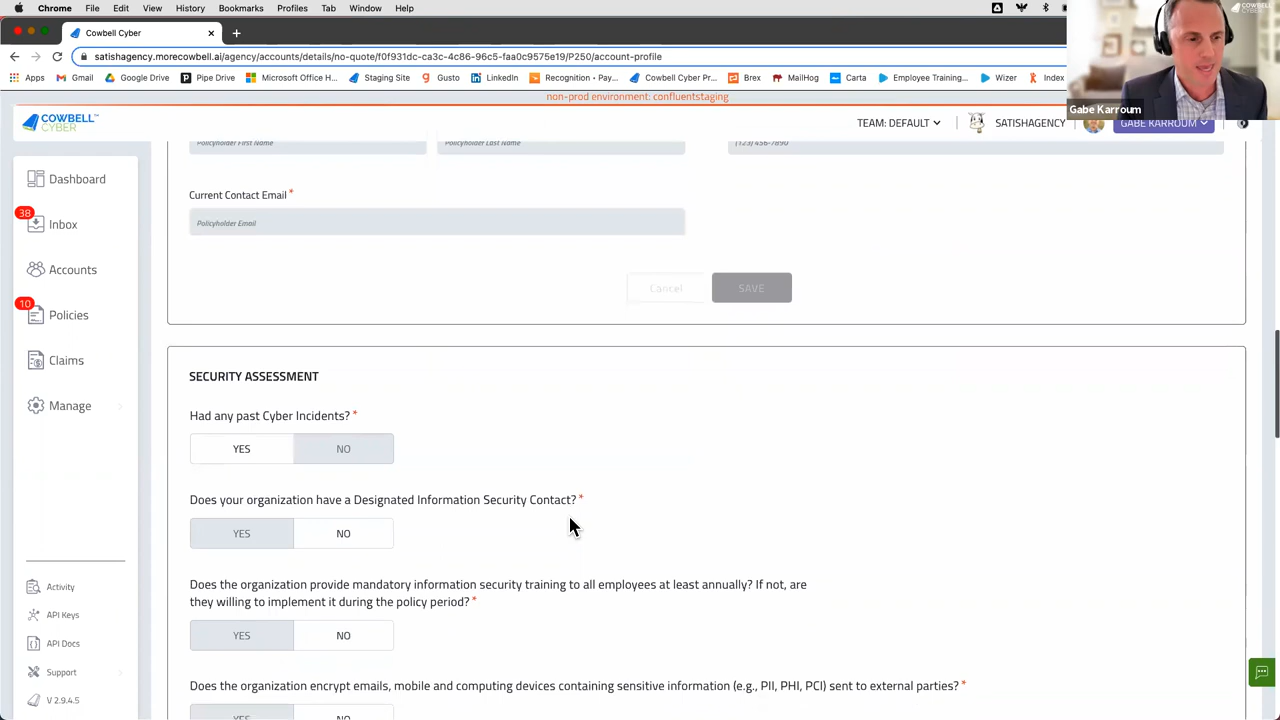 Chrome File Edit View History Bookmarks Profiles Tab Window Help
COWBELL CYBER
Cowbell Cyber
satishagency.morecowbell.ai/agency/accounts/details/no-quote/f0f931dc-ca3c-4c86-96c5-faa0c9575e19/P250/account-profile
Apps Gmail Google Drive Pipe Drive Microsoft Office H... Staging Site Gusto LinkedIn Recognition • Pay... Cowbell Cyber Pr... Brex MailHog Carta Employee Training... Wizer Index
Gabe Karroum
non-prod environment: confluentstaging
COWBELL CYBER™
TEAM: DEFAULT
SATISHAGENCY
GABE KARROUM
Policyholder First Name
Policyholder Last Name
(123) 456-7890
Dashboard
38
Inbox
Accounts
10
Policies
Claims
Manage
Current Contact Email *
Policyholder Email
Cancel
SAVE
SECURITY ASSESSMENT
Had any past Cyber Incidents? *
YES NO
Does your organization have a Designated Information Security Contact? *
YES NO
Does the organization provide mandatory information security training to all employees at least annually? If not, are
they willing to implement it during the policy period? *
YES NO
Does the organization encrypt emails, mobile and computing devices containing sensitive information (e.g., PII, PHI, PCI) sent to external parties? *
YES NO
Activity
API Keys
API Docs
Support
V 2.9.4.5